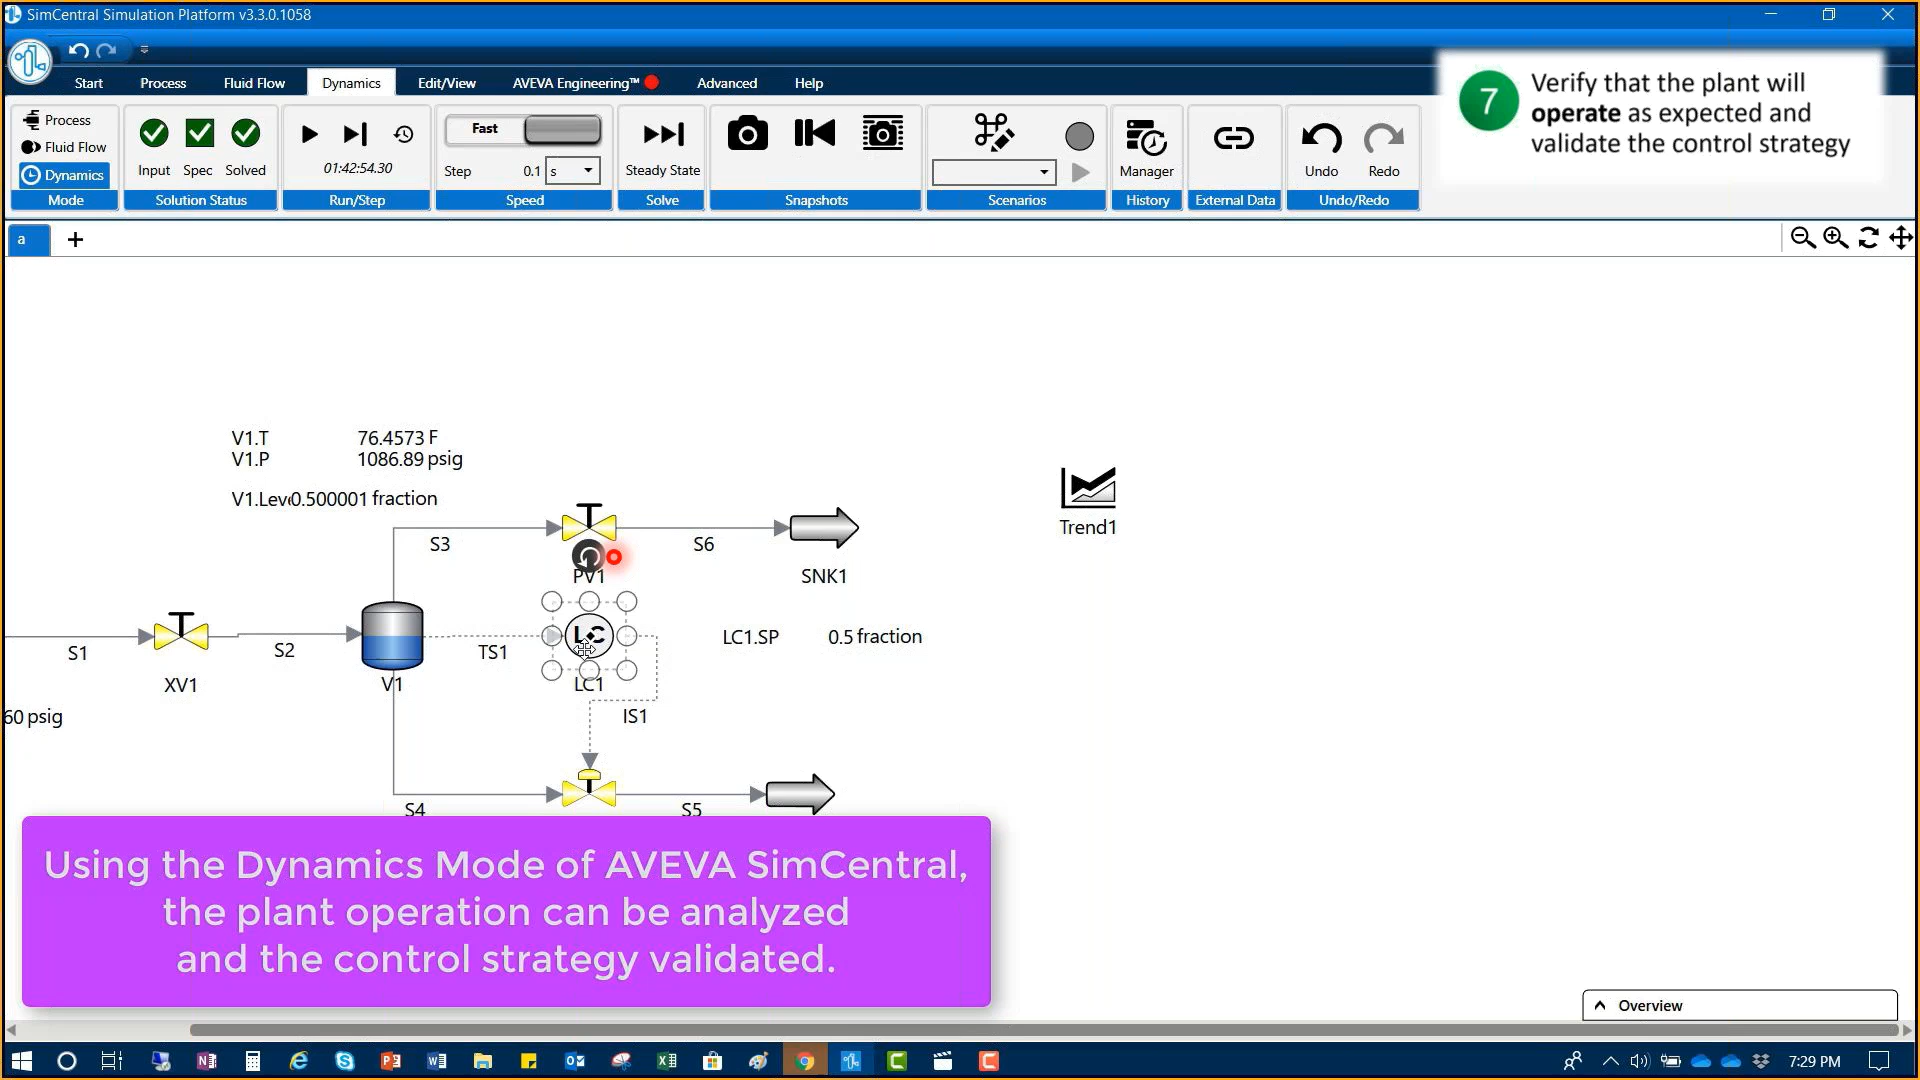 SimCentral Simulation Platform v3.3.0.1058
Start Process Fluid Flow Dynamics Edit/View AVEVA Engineering™ Advanced Help
7
Verify that the plant will
operate as expected and
validate the control strategy
Process
Fluid Flow
Dynamics
Mode
Input Spec Solved
Solution Status
01:42:54.30
Run/Step
Fast
Step 0.1 s
Speed
Steady State
Solve
Snapshots
Scenarios
Manager
History
External Data
Undo Redo
Undo/Redo
a +
V1.T 76.4573 F
V1.P 1086.89 psig
V1.Leve0.500001 fraction
Trend1
S3
S6
PV1
SNK1
S1
XV1
S2
V1
TS1
LC
LC1
LC1.SP 0.5 fraction
60 psig
IS1
S4
S5
Using the Dynamics Mode of AVEVA SimCentral,
the plant operation can be analyzed
and the control strategy validated.
Overview
7:29 PM